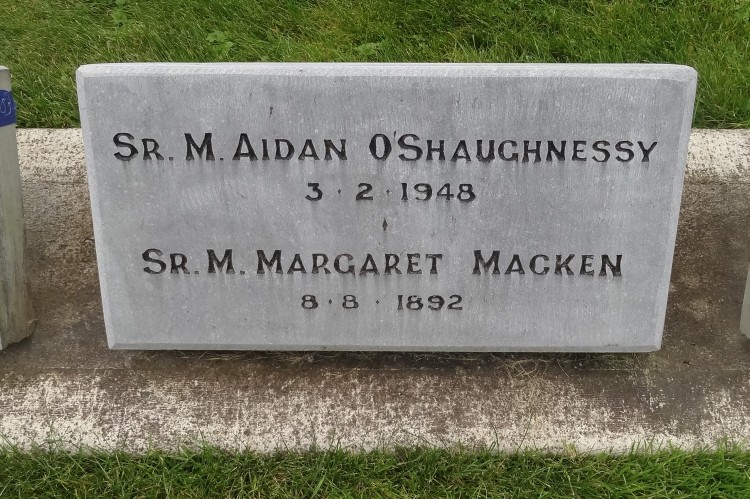 Sr. M. Aidan O'Shaughnessy
3 · 2 · 1948
Sr. M. Margaret Macken
8 · 8 · 1892